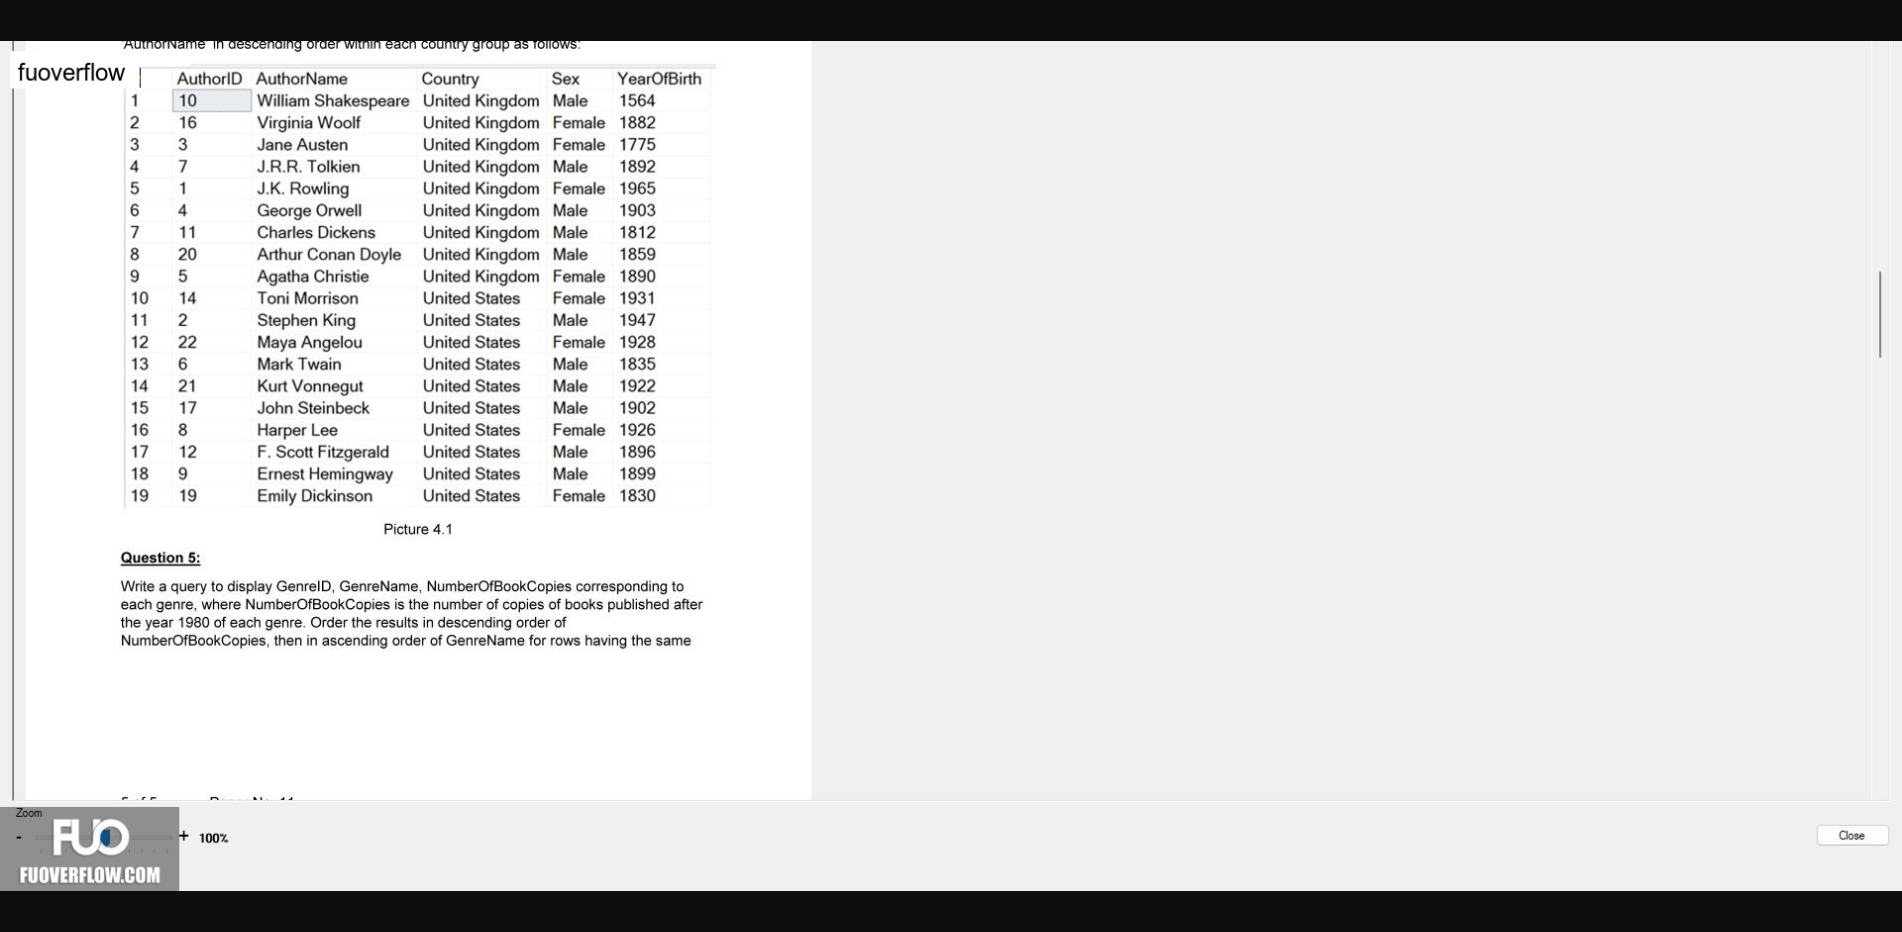 'AuthorName' in descending order within each country group as follows:
fuoverflow
AuthorID AuthorName Country Sex YearOfBirth
1 10 William Shakespeare United Kingdom Male 1564
2 16 Virginia Woolf United Kingdom Female 1882
3 3 Jane Austen United Kingdom Female 1775
4 7 J.R.R. Tolkien United Kingdom Male 1892
5 1 J.K. Rowling United Kingdom Female 1965
6 4 George Orwell United Kingdom Male 1903
7 11 Charles Dickens United Kingdom Male 1812
8 20 Arthur Conan Doyle United Kingdom Male 1859
9 5 Agatha Christie United Kingdom Female 1890
10 14 Toni Morrison United States Female 1931
11 2 Stephen King United States Male 1947
12 22 Maya Angelou United States Female 1928
13 6 Mark Twain United States Male 1835
14 21 Kurt Vonnegut United States Male 1922
15 17 John Steinbeck United States Male 1902
16 8 Harper Lee United States Female 1926
17 12 F. Scott Fitzgerald United States Male 1896
18 9 Ernest Hemingway United States Male 1899
19 19 Emily Dickinson United States Female 1830
Picture 4.1
Question 5:
Write a query to display GenreID, GenreName, NumberOfBookCopies corresponding to
each genre, where NumberOfBookCopies is the number of copies of books published after
the year 1980 of each genre. Order the results in descending order of
NumberOfBookCopies, then in ascending order of GenreName for rows having the same
Zoom
- + 100%
Close
FUO
FUOVERFLOW.COM